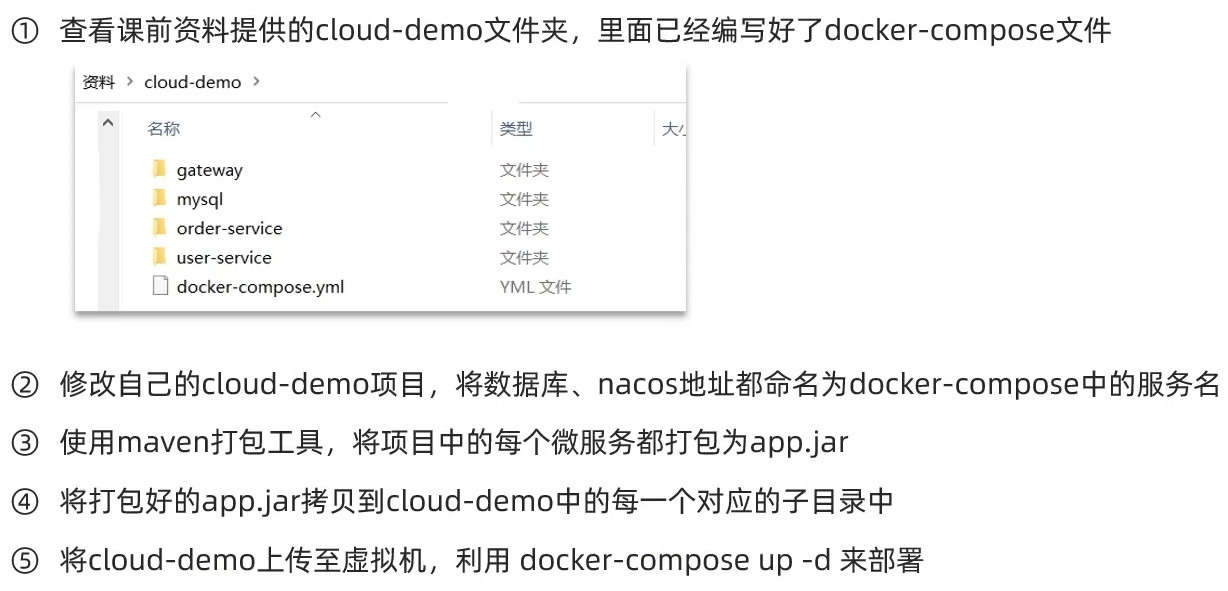 ① 查看课前资料提供的cloud-demo文件夹，里面已经编写好了docker-compose文件
资料 > cloud-demo >
名称 类型 大小
gateway 文件夹
mysql 文件夹
order-service 文件夹
user-service 文件夹
docker-compose.yml YML 文件
② 修改自己的cloud-demo项目，将数据库、nacos地址都命名为docker-compose中的服务名
③ 使用maven打包工具，将项目中的每个微服务都打包为app.jar
④ 将打包好的app.jar拷贝到cloud-demo中的每一个对应的子目录中
⑤ 将cloud-demo上传至虚拟机，利用 docker-compose up -d 来部署